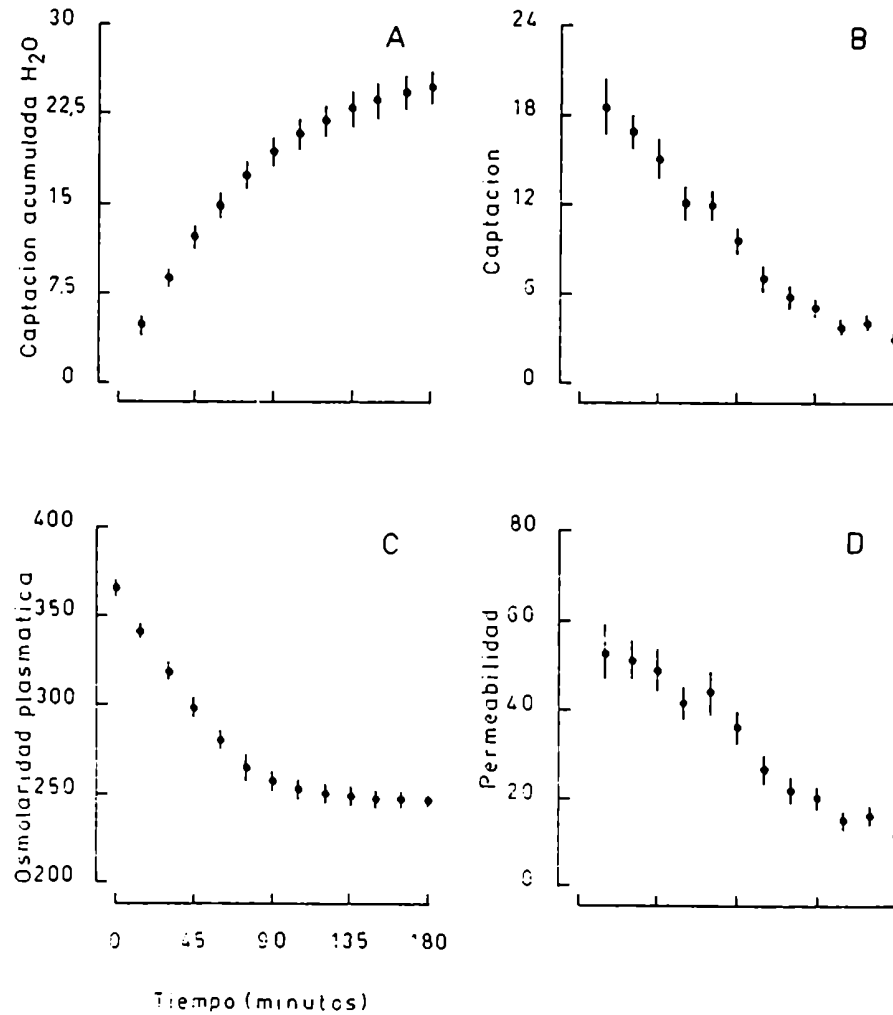 A
Captacion acumulada H₂O
30
22,5
15
7.5
0
B
Captacion
24
18
12
6
0
C
Osmolaridad plasmatica
400
350
300
250
200
0 45 90 135 180
Tiempo (minutos)
D
Permeabilidad
80
60
40
20
0